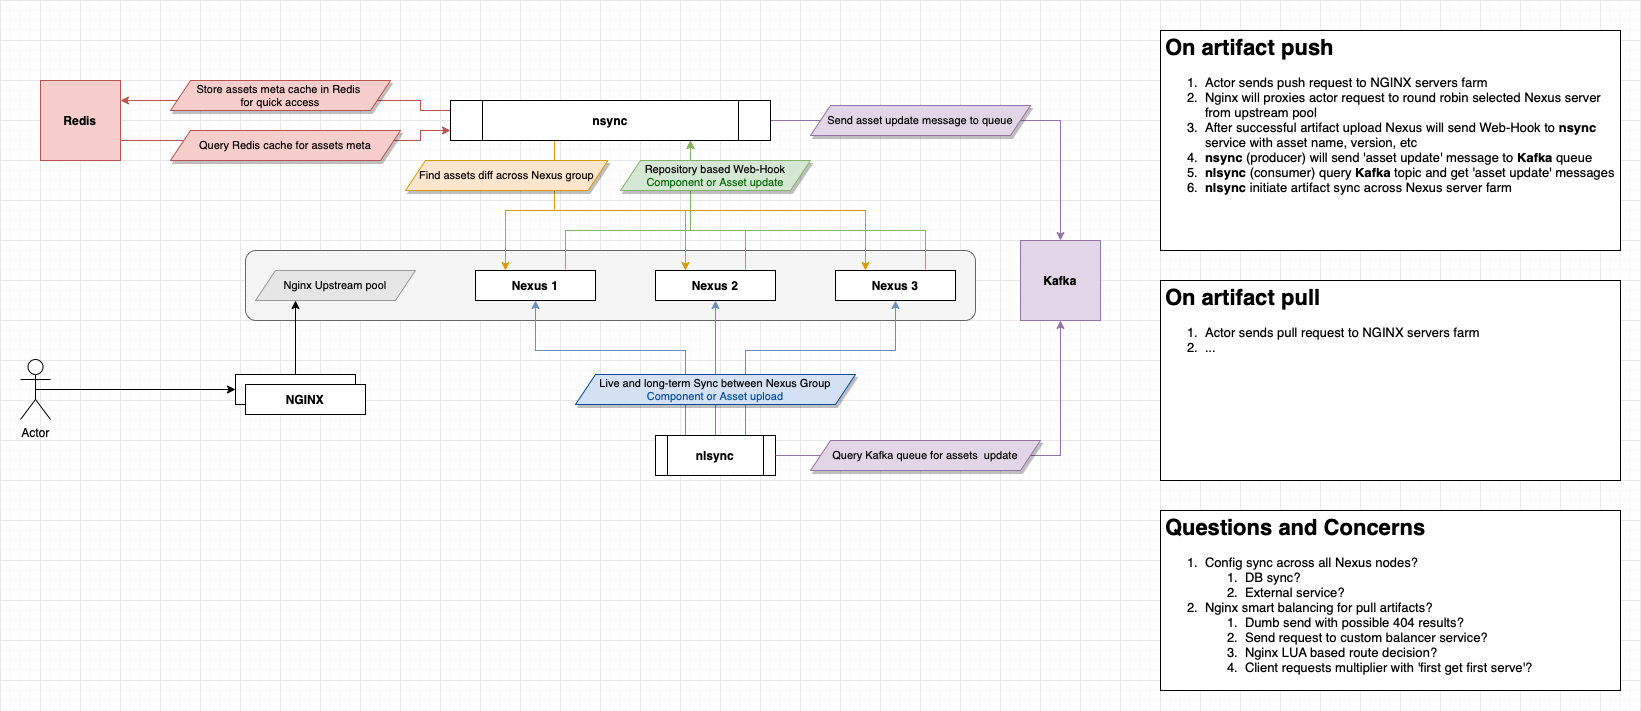 Redis
Store assets meta cache in Redis
for quick access
Query Redis cache for assets meta
nsync
Send asset update message to queue
Find assets diff across Nexus group
Repository based Web-Hook
Component or Asset update
Nginx Upstream pool
Nexus 1
Nexus 2
Nexus 3
Kafka
Actor
NGINX
Live and long-term Sync between Nexus Group
Component or Asset upload
nlsync
Query Kafka queue for assets update
On artifact push
1. Actor sends push request to NGINX servers farm
2. Nginx will proxies actor request to round robin selected Nexus server
from upstream pool
3. After successful artifact upload Nexus will send Web-Hook to nsync
service with asset name, version, etc
4. nsync (producer) will send 'asset update' message to Kafka queue
5. nlsync (consumer) query Kafka topic and get 'asset update' messages
6. nlsync initiate artifact sync across Nexus server farm
On artifact pull
1. Actor sends pull request to NGINX servers farm
2. ...
Questions and Concerns
1. Config sync across all Nexus nodes?
1. DB sync?
2. External service?
2. Nginx smart balancing for pull artifacts?
1. Dumb send with possible 404 results?
2. Send request to custom balancer service?
3. Nginx LUA based route decision?
4. Client requests multiplier with 'first get first serve'?